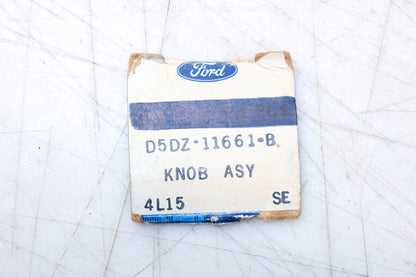 Ford
D5DZ-11661-B
KNOB ASY
4L15 SE